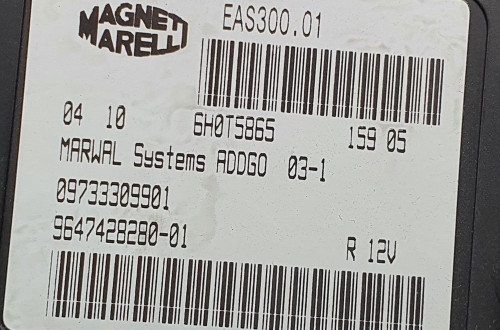 MAGNETI
MARELLI
EAS300.01
04 10 6H0T5865 159 05
MARWAL Systems ADDGO 03-1
09733309901
9647428280-01
R 12V